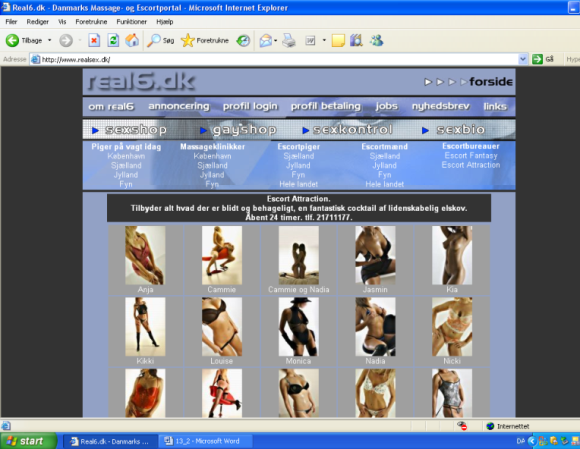 Real6.dk - Danmarks Massage- og Escortportal - Microsoft Internet Explorer
Filer Rediger Vis Foretrukne Funktioner Hjælp
Tilbage Søg Foretrukne
Adresse http://www.realsex.dk/ Gå
real6.dk
forside
om real6 annoncering profil login profil betaling jobs nyhedsbrev links
sexshop gayshop sexkontrol sexbio
Piger på vagt idag Massageklinikker Escortpiger Escortmænd Escortbureauer
København København Sjælland Sjælland Escort Fantasy
Sjælland Sjælland Jylland Jylland Escort Attraction
Jylland Jylland Fyn Fyn
Fyn Fyn Hele landet Hele landet
Escort Attraction.
Tilbyder alt hvad der er blidt og behageligt, en fantastisk cocktail af lidenskabelig elskov.
Åbent 24 timer. tlf. 21711177.
Anja Cammie Cammie og Nadia Jasmin Kia
Kikki Louise Monica Nadia Nicki
Internettet
start Real6.dk - Danmarks ... 13_2 - Microsoft Word DA